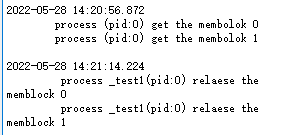 2022-05-28 14:20:56.872
process (pid:0) get the membolok 0
process (pid:0) get the membolok 1
2022-05-28 14:21:14.224
process _test1(pid:0) relaese the
memblock 0
process _test1(pid:0) relaese the
memblock 1